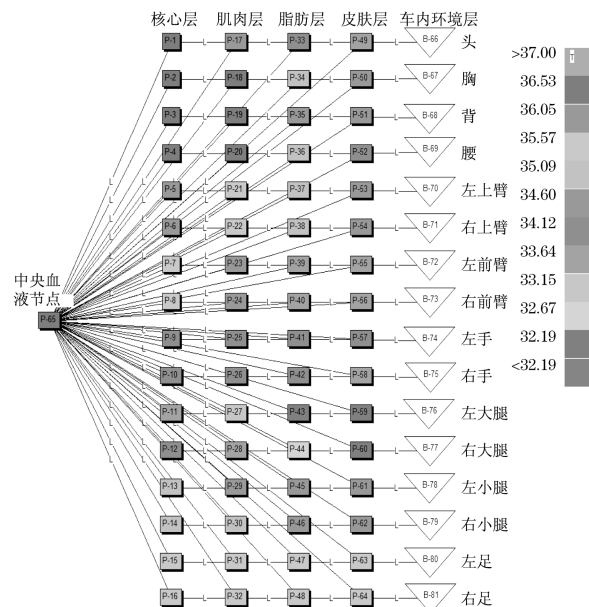 核心层 肌肉层 脂肪层 皮肤层 车内环境层
P-1 L P-17 L P-33 L P-49 L B-66 头
P-2 L P-18 L P-34 L P-50 L B-67 胸
P-3 L P-19 L P-35 L P-51 L B-68 背
P-4 L P-20 L P-36 L P-52 L B-69 腰
P-5 L P-21 L P-37 L P-53 L B-70 左上臂
P-6 L P-22 L P-38 L P-54 L B-71 右上臂
P-7 L P-23 L P-39 L P-55 L B-72 左前臂
P-8 L P-24 L P-40 L P-56 L B-73 右前臂
P-9 L P-25 L P-41 L P-57 L B-74 左手
P-10 L P-26 L P-42 L P-58 L B-75 右手
P-11 L P-27 L P-43 L P-59 L B-76 左大腿
P-12 L P-28 L P-44 L P-60 L B-77 右大腿
P-13 L P-29 L P-45 L P-61 L B-78 左小腿
P-14 L P-30 L P-46 L P-62 L B-79 右小腿
P-15 L P-31 L P-47 L P-63 L B-80 左足
P-16 L P-32 L P-48 L P-64 L B-81 右足
中央血
液节点
P-65
>37.00
36.53
36.05
35.57
35.09
34.60
34.12
33.64
33.15
32.67
32.19
<32.19